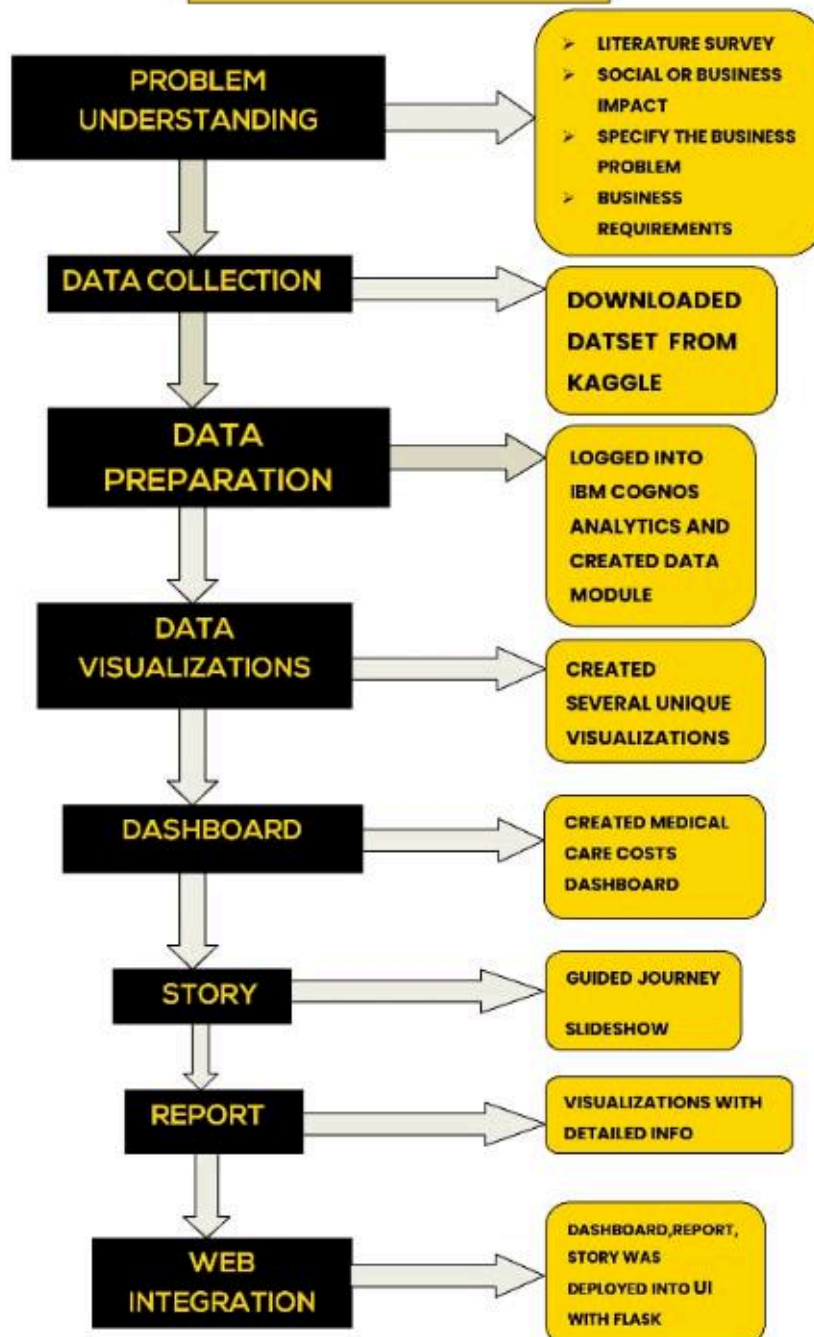 PROBLEM
UNDERSTANDING
➢ LITERATURE SURVEY
➢ SOCIAL OR BUSINESS
IMPACT
➢ SPECIFY THE BUSINESS
PROBLEM
➢ BUSINESS
REQUIREMENTS
DATA COLLECTION
DOWNLOADED
DATSET FROM
KAGGLE
DATA
PREPARATION
LOGGED INTO
IBM COGNOS
ANALYTICS AND
CREATED DATA
MODULE
DATA
VISUALIZATIONS
CREATED
SEVERAL UNIQUE
VISUALIZATIONS
DASHBOARD
CREATED MEDICAL
CARE COSTS
DASHBOARD
STORY
GUIDED JOURNEY
SLIDESHOW
REPORT
VISUALIZATIONS WITH
DETAILED INFO
WEB
INTEGRATION
DASHBOARD,REPORT,
STORY WAS
DEPLOYED INTO UI
WITH FLASK